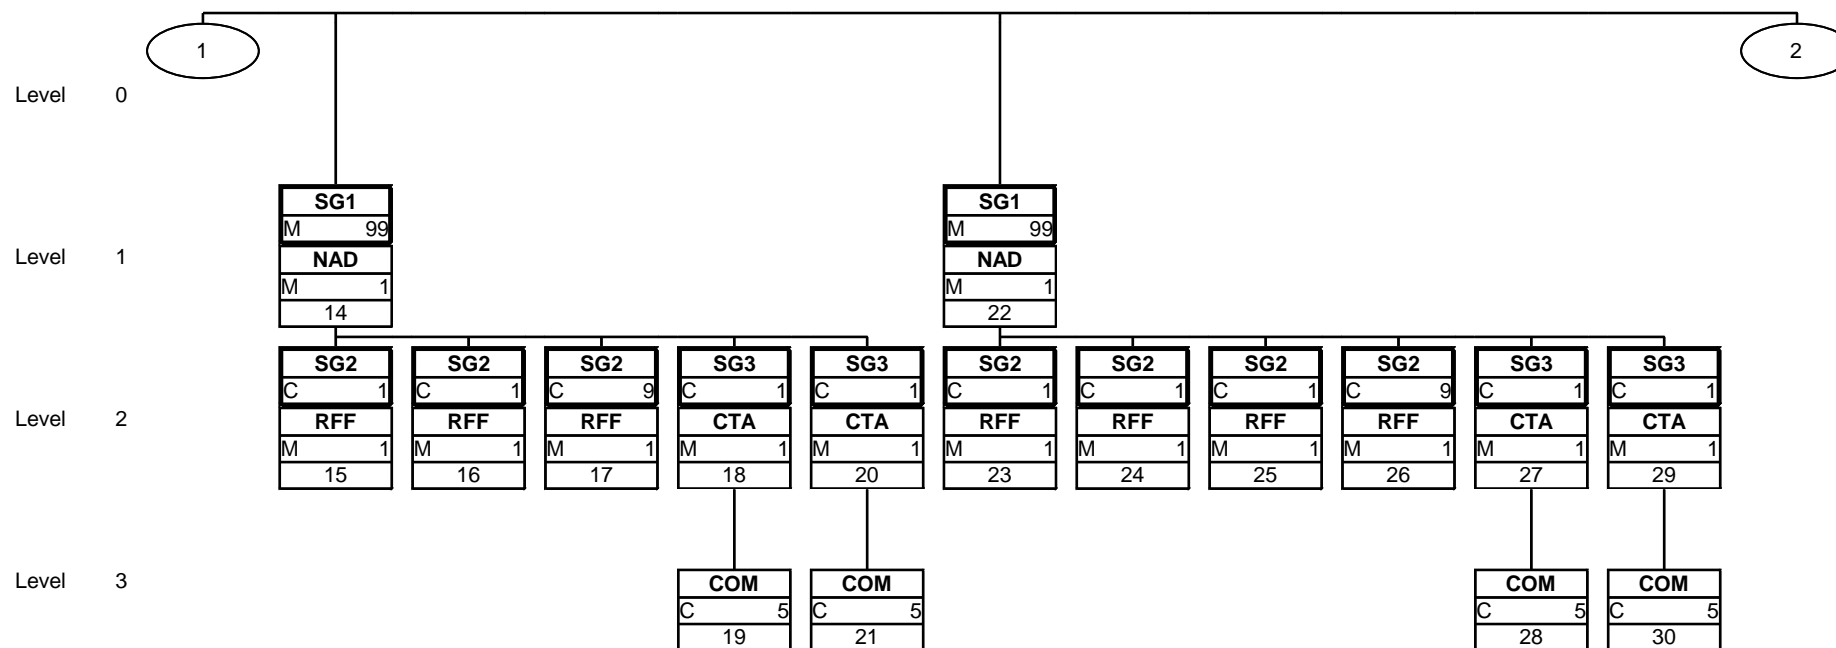 1 2
Level 0
SG1 SG1
M 99 M 99
Level 1
NAD NAD
M 1 M 1
14 22
SG2 SG2 SG2 SG3 SG3 SG2 SG2 SG2 SG2 SG3 SG3
C 1 C 1 C 9 C 1 C 1 C 1 C 1 C 1 C 9 C 1 C 1
Level 2
RFF RFF RFF CTA CTA RFF RFF RFF RFF CTA CTA
M 1 M 1 M 1 M 1 M 1 M 1 M 1 M 1 M 1 M 1 M 1
15 16 17 18 20 23 24 25 26 27 29
Level 3
COM COM COM COM
C 5 C 5 C 5 C 5
19 21 28 30